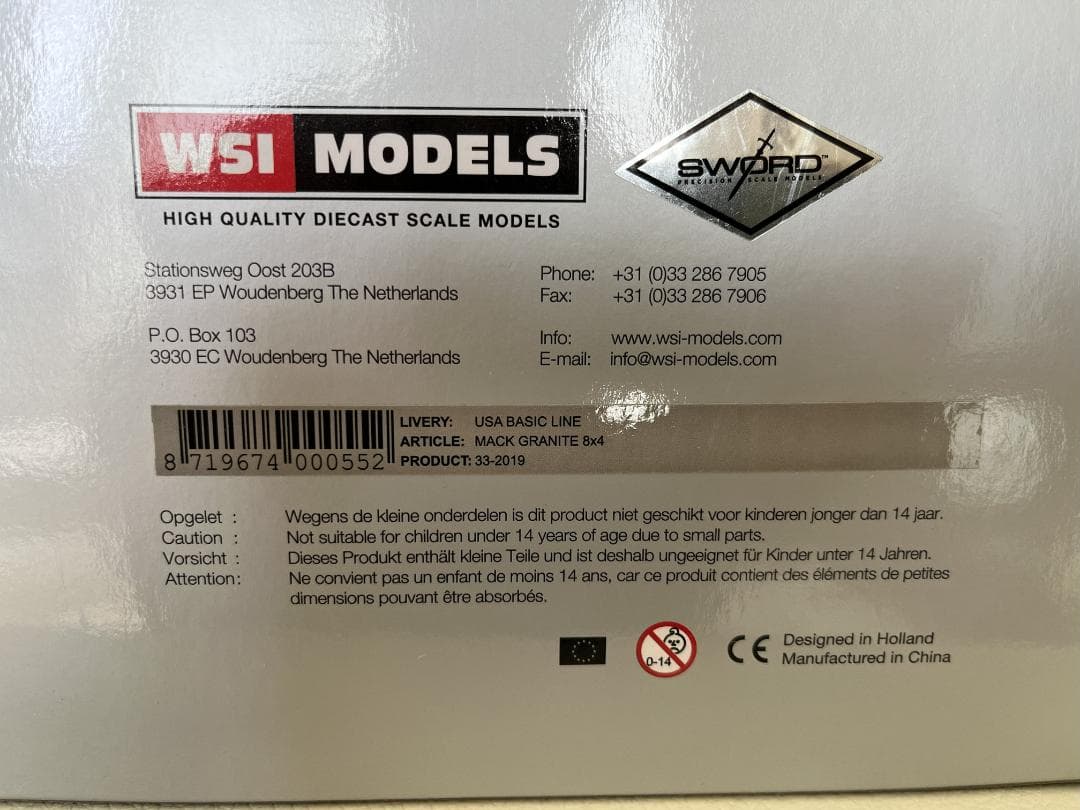 WSI MODELS
HIGH QUALITY DIECAST SCALE MODELS
SWORD™
PRECISION SCALE MODELS
Stationsweg Oost 203B
3931 EP Woudenberg The Netherlands
P.O. Box 103
3930 EC Woudenberg The Netherlands
Phone: +31 (0)33 286 7905
Fax: +31 (0)33 286 7906
Info: www.wsi-models.com
E-mail: info@wsi-models.com
8 719674 000552
LIVERY: USA BASIC LINE
ARTICLE: MACK GRANITE 8x4
PRODUCT: 33-2019
Opgelet : Wegens de kleine onderdelen is dit product niet geschikt voor kinderen jonger dan 14 jaar.
Caution : Not suitable for children under 14 years of age due to small parts.
Vorsicht : Dieses Produkt enthält kleine Teile und ist deshalb ungeeignet für Kinder unter 14 Jahren.
Attention: Ne convient pas un enfant de moins 14 ans, car ce produit contient des éléments de petites
dimensions pouvant être absorbés.
0-14
CE
Designed in Holland
Manufactured in China